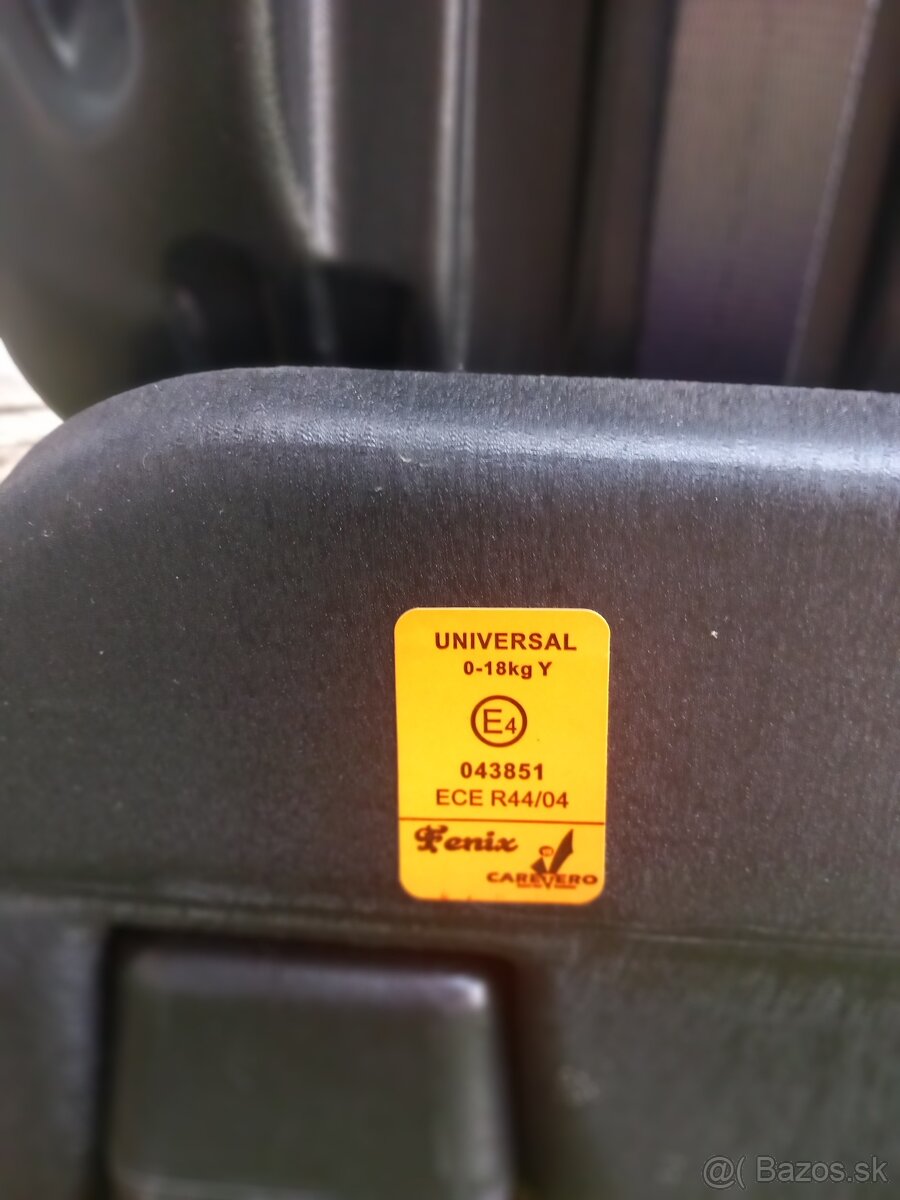 UNIVERSAL
0-18kg Y
E4
043851
ECE R44/04
Fenix
CAREVERO
@( Bazos.sk